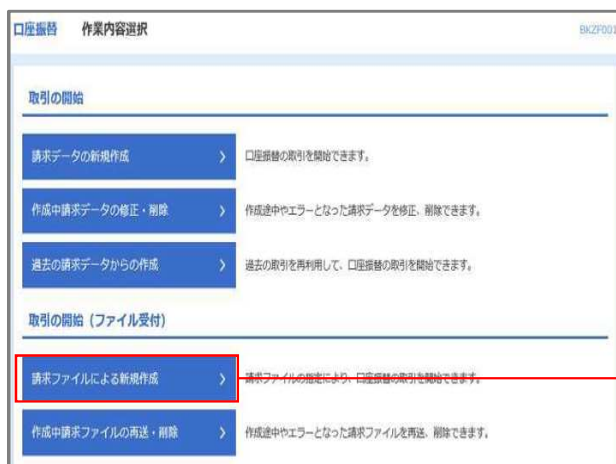 口座振替 作業内容選択 BKZF001
取引の開始
請求データの新規作成 > 口座振替の取引を開始できます。
作成中請求データの修正・削除 > 作成途中やエラーとなった請求データを修正、削除できます。
過去の請求データからの作成 > 過去の取引を再利用して、口座振替の取引を開始できます。
取引の開始（ファイル受付）
請求ファイルによる新規作成 > 請求ファイルの指定により、口座振替の取引を開始できます。
作成中請求ファイルの再送・削除 > 作成途中やエラーとなった請求ファイルを再送、削除できます。